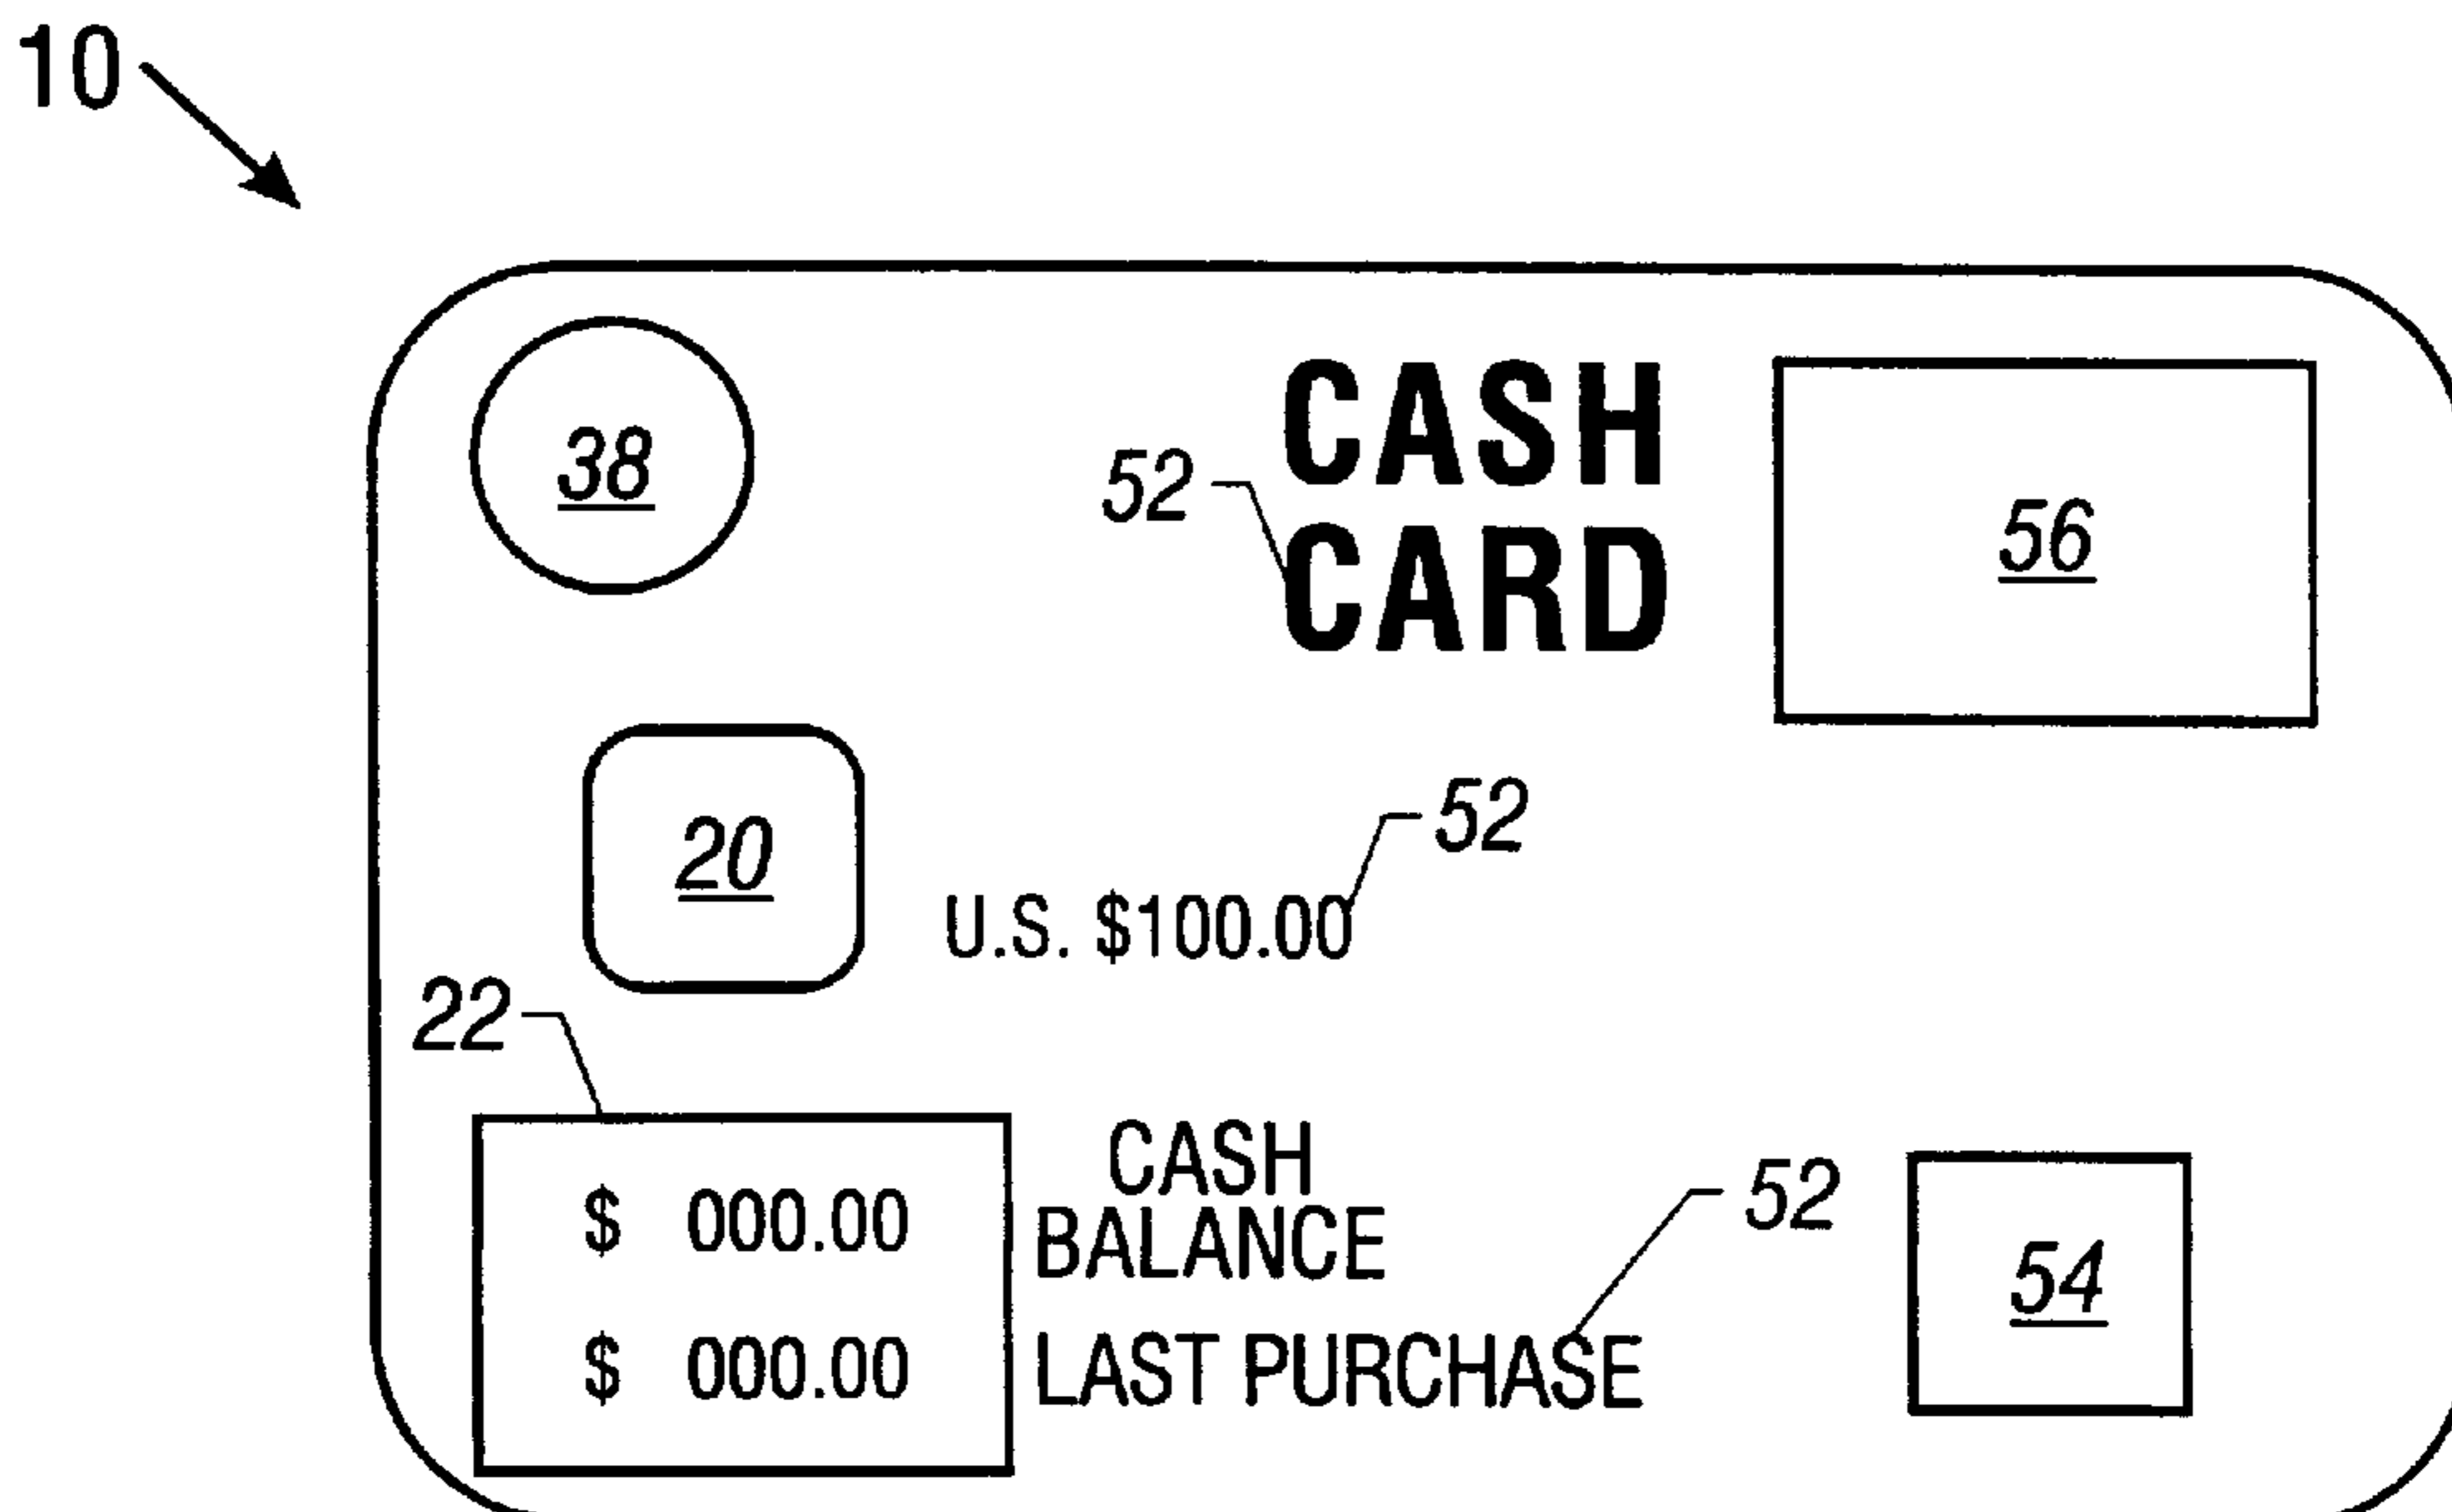 10
38
CASH
52
CARD
56
20
52
U.S. $100.00
22
CASH
$ 000.00 BALANCE
52
54
$ 000.00 LAST PURCHASE